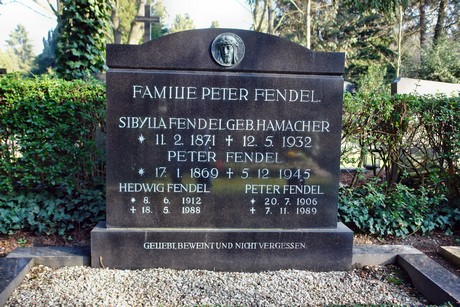 FAMILIE PETER FENDEL.
SIBYLLA FENDEL GEB. HAMACHER
* 11. 2. 1871 † 12. 5. 1932
PETER FENDEL
* 17. 1. 1869 † 5. 12. 1945
HEDWIG FENDEL PETER FENDEL
* 8. 6. 1912 * 20. 7. 1906
† 18. 5. 1988 † 7. 11. 1989
GELIEBT, BEWEINT UND NICHT VERGESSEN.